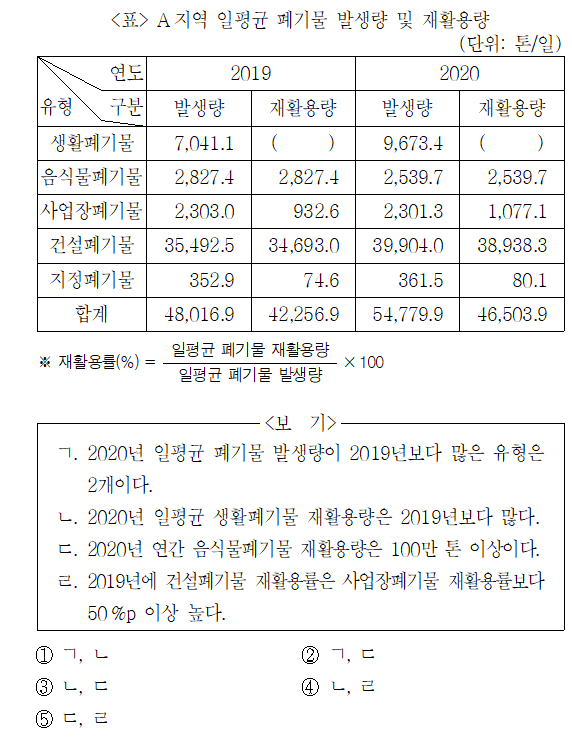 <표> A지역 일평균 폐기물 발생량 및 재활용량
(단위: 톤/일)
연도 2019 2020
유형 구분 발생량 재활용량 발생량 재활용량
생활폐기물 7,041.1 ( ) 9,673.4 ( )
음식물폐기물 2,827.4 2,827.4 2,539.7 2,539.7
사업장폐기물 2,303.0 932.6 2,301.3 1,077.1
건설폐기물 35,492.5 34,693.0 39,904.0 38,938.3
지정폐기물 352.9 74.6 361.5 80.1
합계 48,016.9 42,256.9 54,779.9 46,503.9
※ 재활용률(%) = 일평균 폐기물 재활용량 × 100
일평균 폐기물 발생량
<보 기>
ㄱ. 2020년 일평균 폐기물 발생량이 2019년보다 많은 유형은
2개이다.
ㄴ. 2020년 일평균 생활폐기물 재활용량은 2019년보다 많다.
ㄷ. 2020년 연간 음식물폐기물 재활용량은 100만 톤 이상이다.
ㄹ. 2019년에 건설폐기물 재활용률은 사업장폐기물 재활용률보다
50%p 이상 높다.
① ㄱ, ㄴ ② ㄱ, ㄷ
③ ㄴ, ㄷ ④ ㄴ, ㄹ
⑤ ㄷ, ㄹ